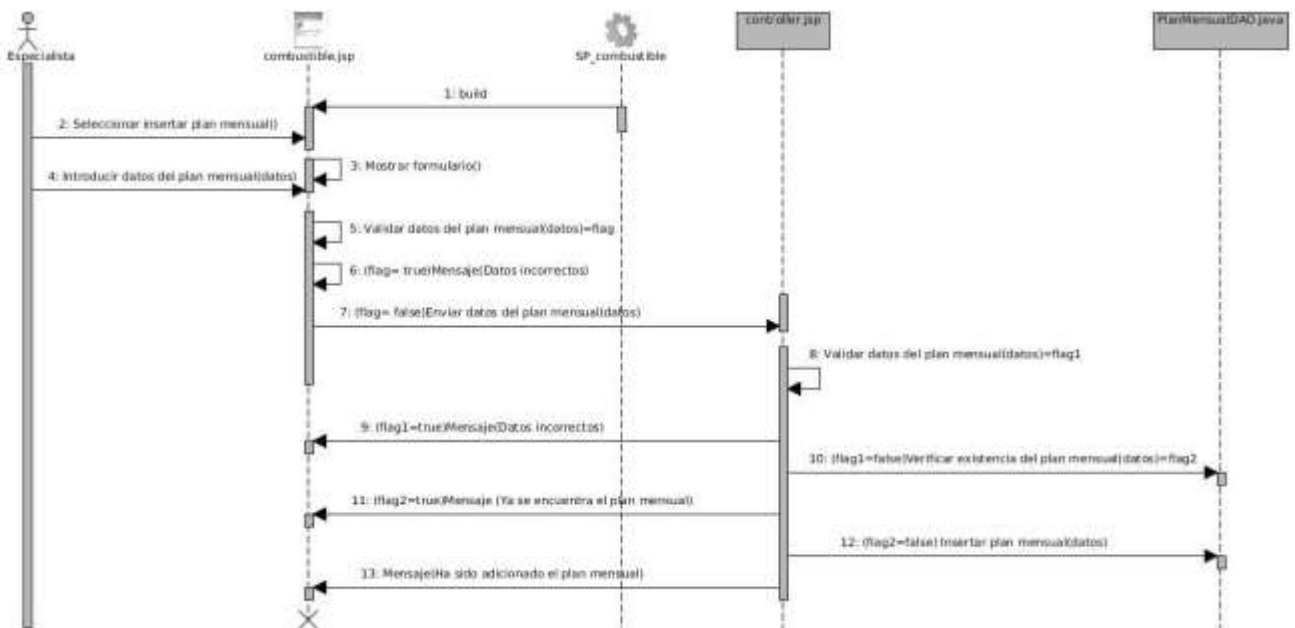 Especialista
combustible.jsp
SP_combustible
controller.jsp
PlanMensualDAO.java
1: build
2: Seleccionar insertar plan mensual()
3: Mostrar formulario()
4: Introducir datos del plan mensual(datos)
5: Validar datos del plan mensual(datos)=flag
6: (flag= true)Mensaje(Datos incorrectos)
7: (flag= false)Enviar datos del plan mensual(datos)
8: Validar datos del plan mensual(datos)=flag1
9: (flag1=true)Mensaje(Datos incorrectos)
10: (flag1=false)Verificar existencia del plan mensual(datos)=flag2
11: (flag2=true)Mensaje (Ya se encuentra el plan mensual)
12: (flag2=false) Insertar plan mensual(datos)
13: Mensaje(Ha sido adicionado el plan mensual)